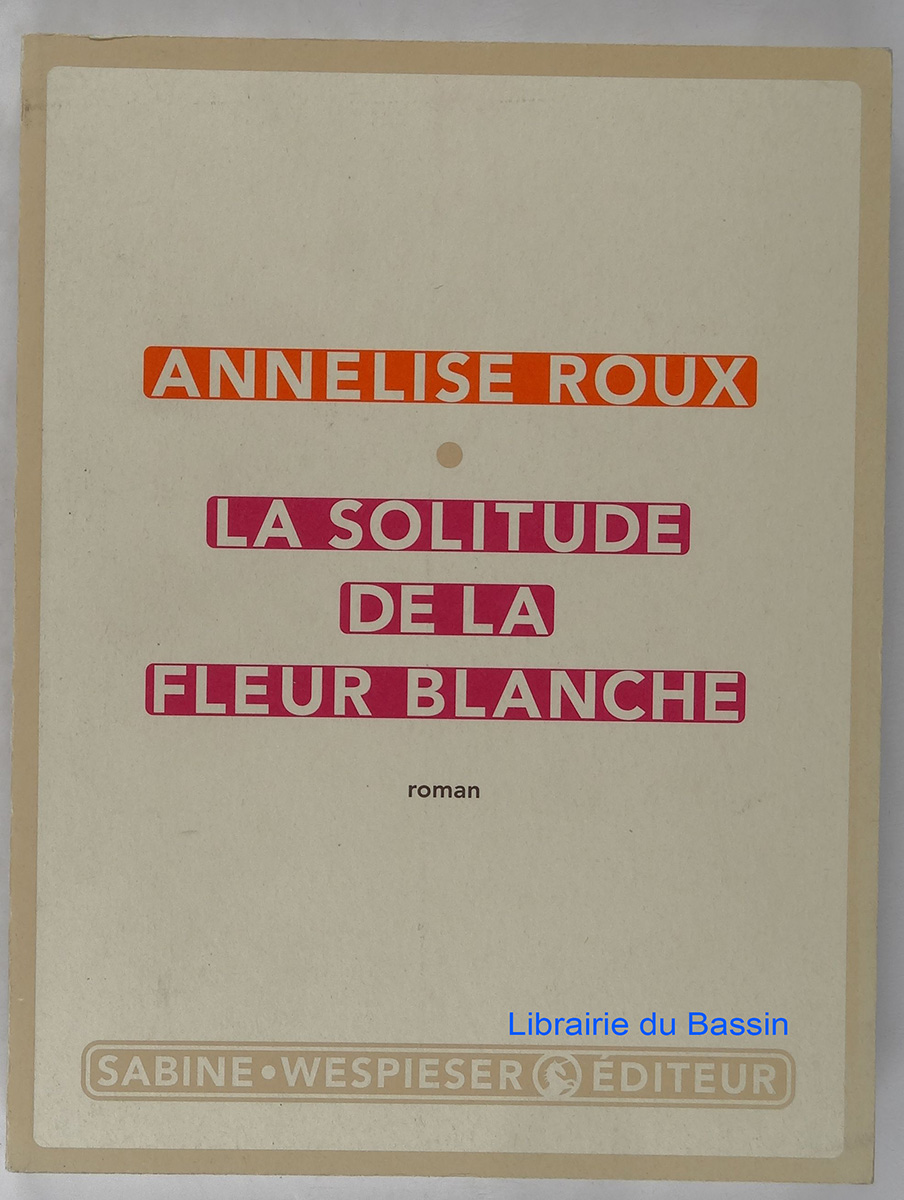 ANNELISE ROUX
LA SOLITUDE
DE LA
FLEUR BLANCHE
roman
Librairie du Bassin
SABINE•WESPIESER ÉDITEUR